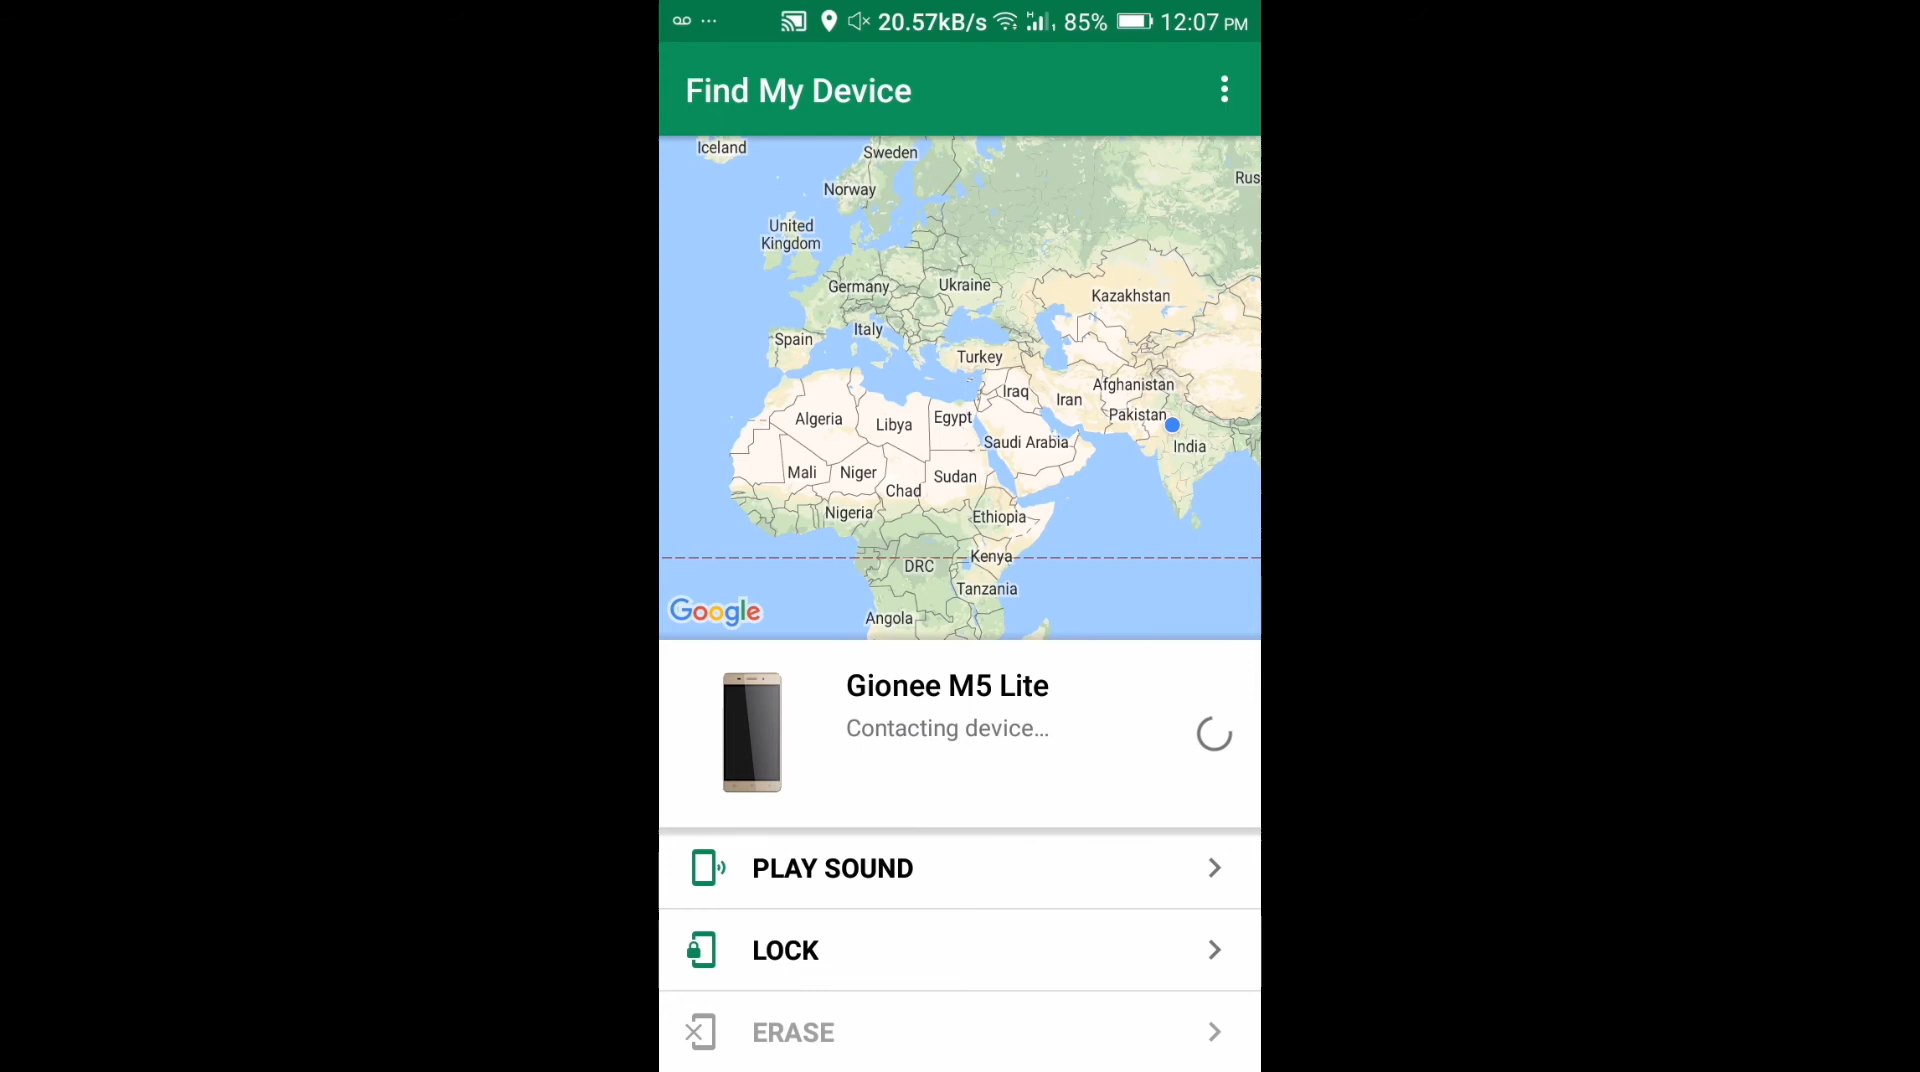 20.57kB/s 85% 12:07 PM
Find My Device
Iceland
Sweden
Rus
Norway
United
Kingdom
Germany
Ukraine
Kazakhstan
Italy
Spain
Turkey
Afghanistan
Iraq
Iran
Pakistan
Algeria
Libya
Egypt
Saudi Arabia
India
Mali
Niger
Sudan
Chad
Nigeria
Ethiopia
Kenya
DRC
Tanzania
Google
Angola
Gionee M5 Lite
Contacting device...
PLAY SOUND
LOCK
ERASE